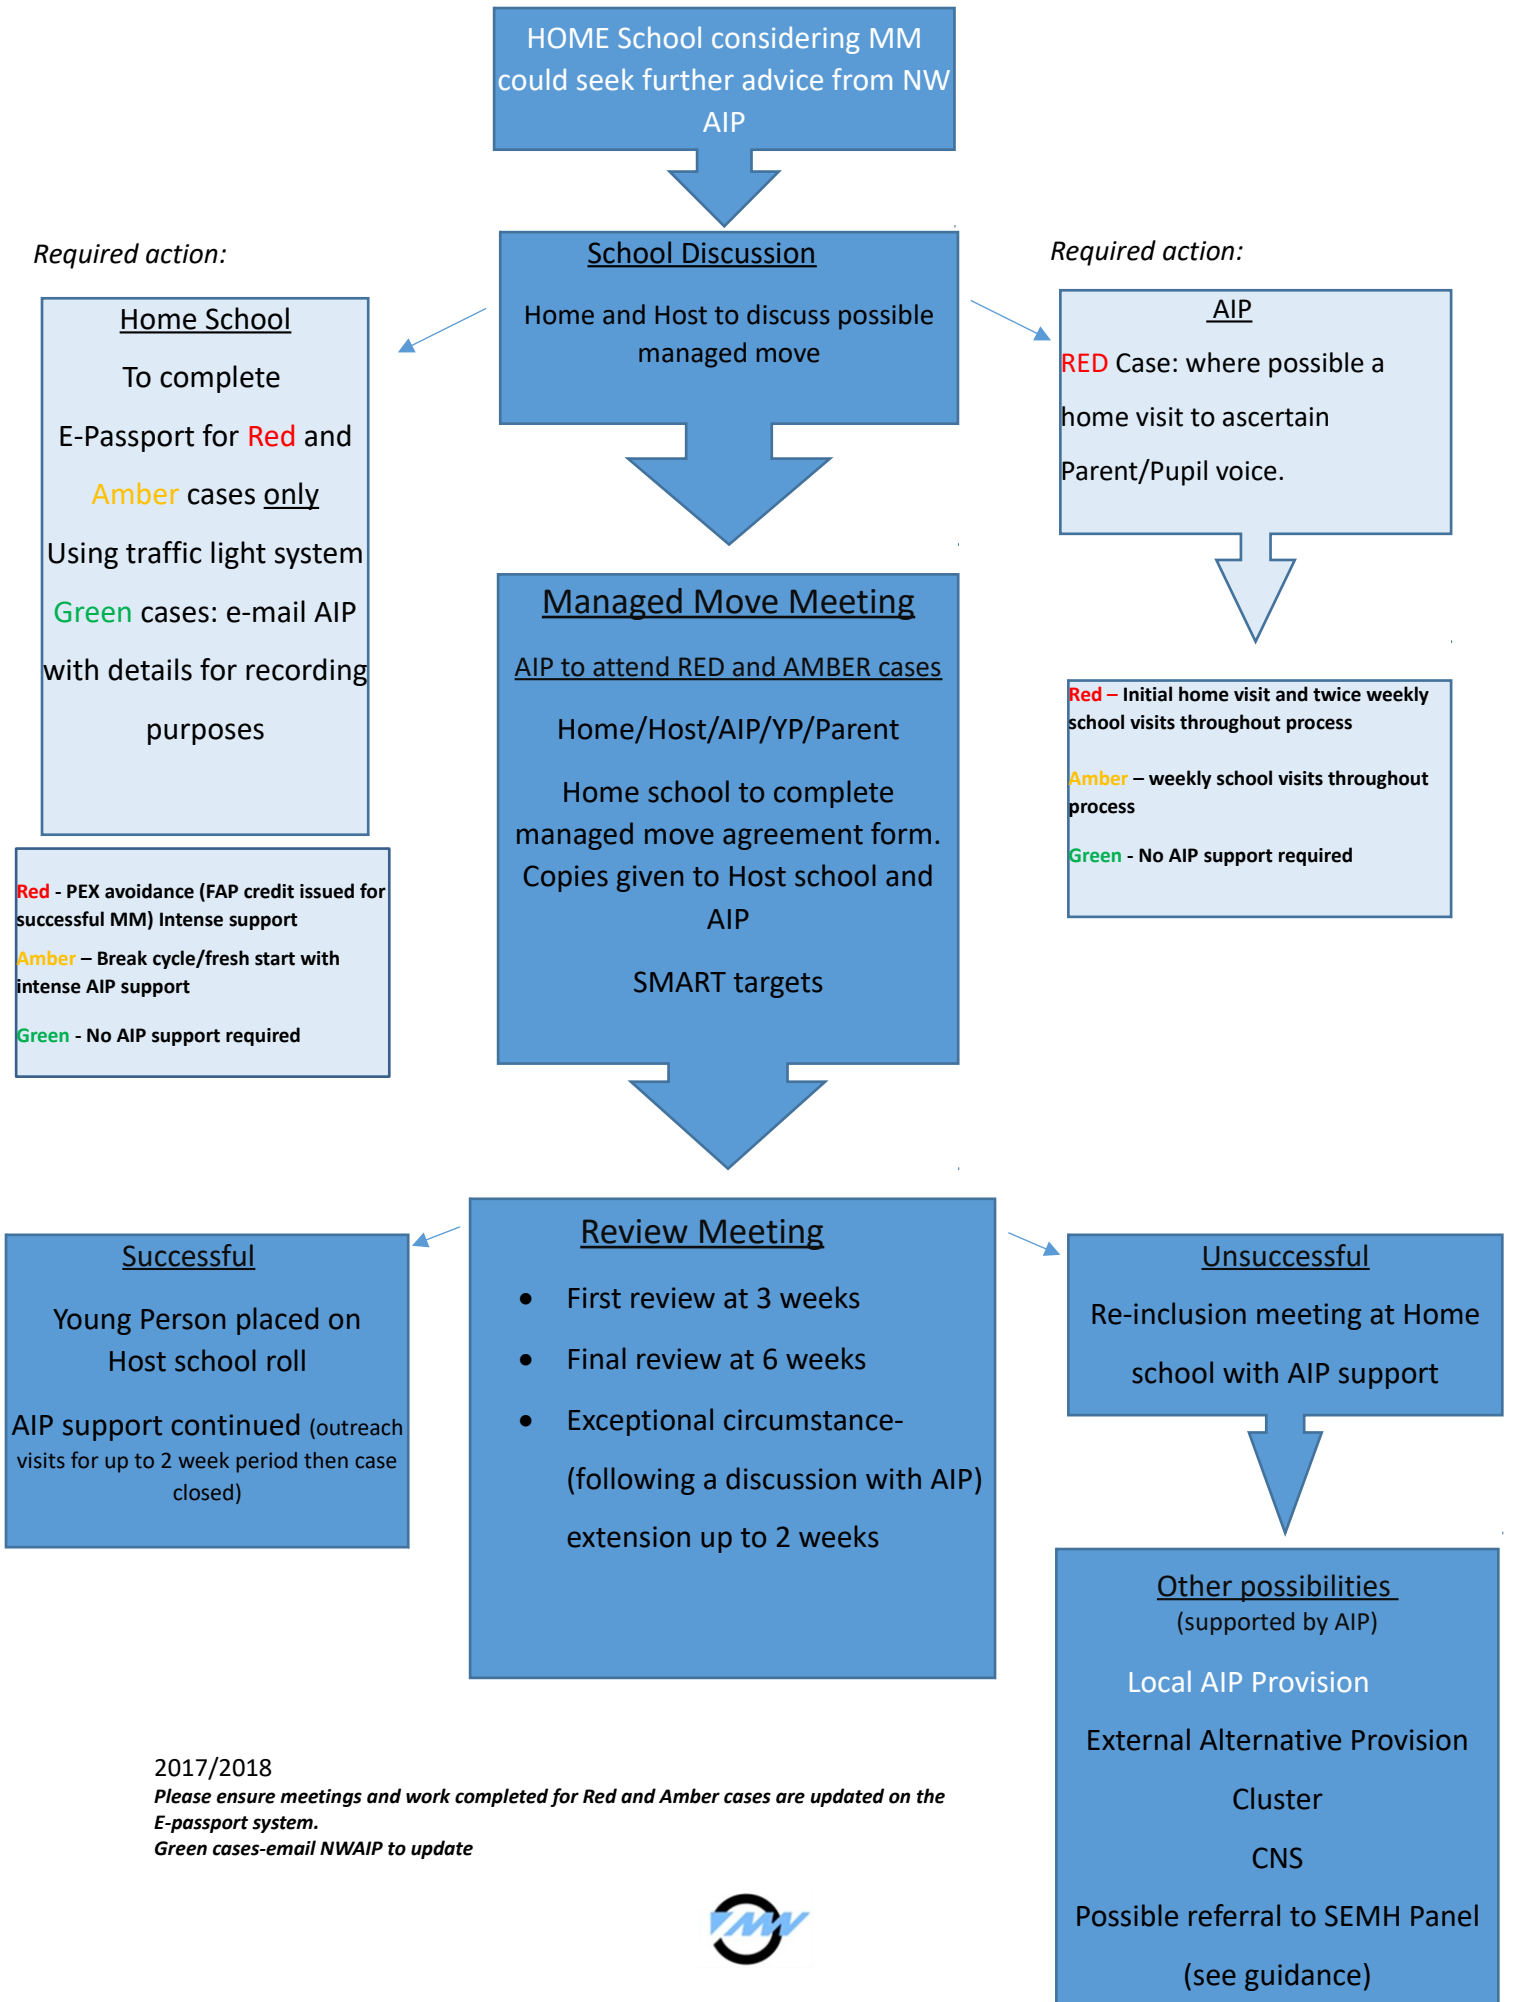 HOME School considering MM
could seek further advice from NW
AIP
Required action:
School Discussion
Home and Host to discuss possible
managed move
Required action:
Home School
To complete
E-Passport for Red and
Amber cases only
Using traffic light system
Green cases: e-mail AIP
with details for recording
purposes
AIP
RED Case: where possible a
home visit to ascertain
Parent/Pupil voice.
Managed Move Meeting
AIP to attend RED and AMBER cases
Home/Host/AIP/YP/Parent
Home school to complete
managed move agreement form.
Copies given to Host school and
AIP
SMART targets
Red – Initial home visit and twice weekly
school visits throughout process
Amber – weekly school visits throughout
process
Green - No AIP support required
Red - PEX avoidance (FAP credit issued for
successful MM) Intense support
Amber – Break cycle/fresh start with
intense AIP support
Green - No AIP support required
Review Meeting
• First review at 3 weeks
• Final review at 6 weeks
• Exceptional circumstance-
(following a discussion with AIP)
extension up to 2 weeks
Successful
Young Person placed on
Host school roll
AIP support continued (outreach
visits for up to 2 week period then case
closed)
Unsuccessful
Re-inclusion meeting at Home
school with AIP support
Other possibilities
(supported by AIP)
Local AIP Provision
External Alternative Provision
Cluster
CNS
Possible referral to SEMH Panel
(see guidance)
2017/2018
Please ensure meetings and work completed for Red and Amber cases are updated on the
E-passport system.
Green cases-email NWAIP to update